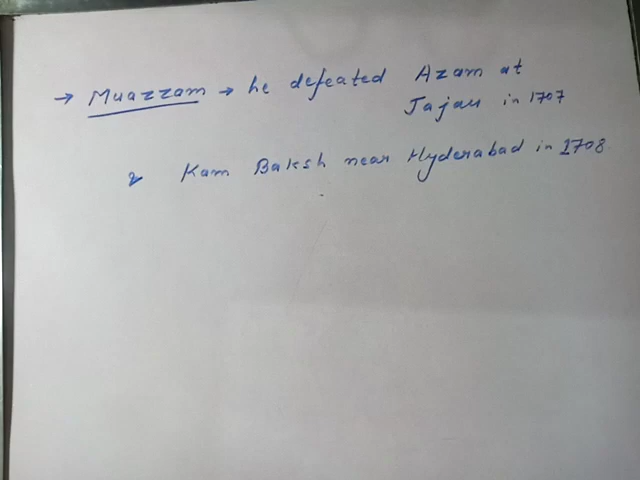 → Muazzam → he defeated Azam at
Jajau in 1707
& Kam Baksh near Hyderabad in 1708.